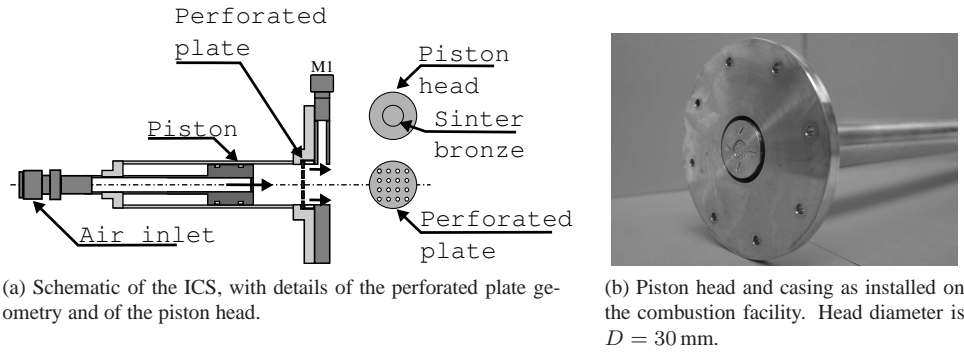 Perforated
plate
M1
Piston
head
Sinter
bronze
Piston
Air inlet
Perforated
plate
(a) Schematic of the ICS, with details of the perforated plate ge-
ometry and of the piston head.
(b) Piston head and casing as installed on
the combustion facility. Head diameter is
D = 30 mm.